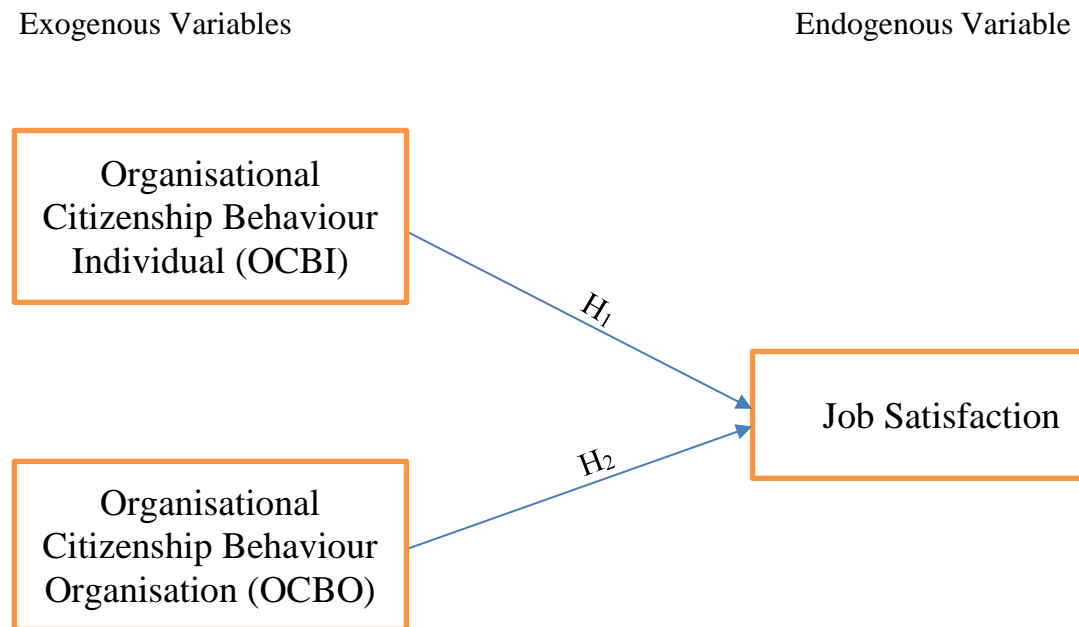 Exogenous Variables
Endogenous Variable
Organisational
Citizenship Behaviour
Individual (OCBI)
H₁
Job Satisfaction
H₂
Organisational
Citizenship Behaviour
Organisation (OCBO)